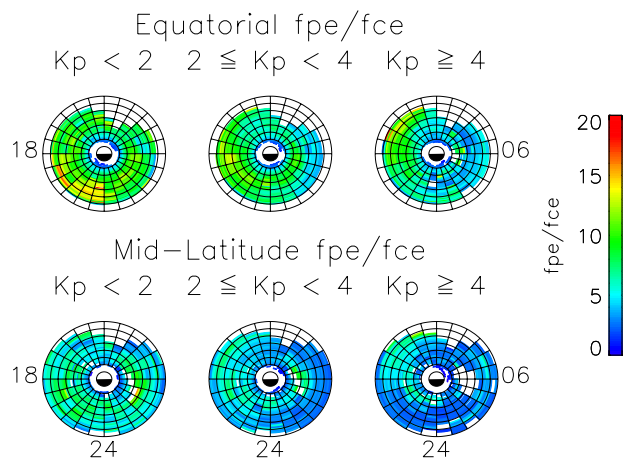 Equatorial fpe/fce
Kp < 2 2 ≦ Kp < 4 Kp ≧ 4
18 06
20
15
10
5
0
fpe/fce
Mid-Latitude fpe/fce
Kp < 2 2 ≦ Kp < 4 Kp ≧ 4
18 06
24 24 24